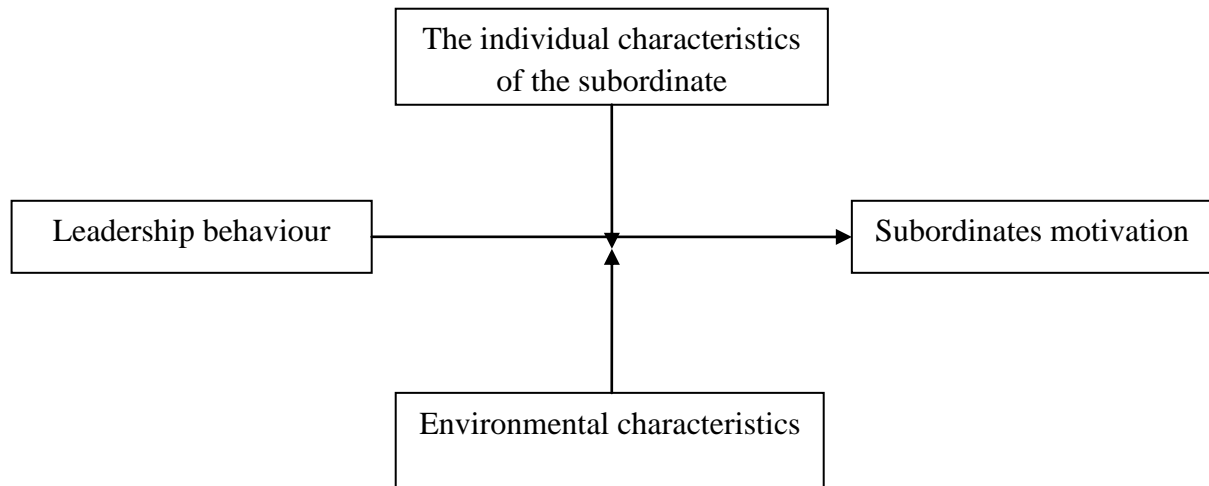 The individual characteristics
of the subordinate
Leadership behaviour
Subordinates motivation
Environmental characteristics